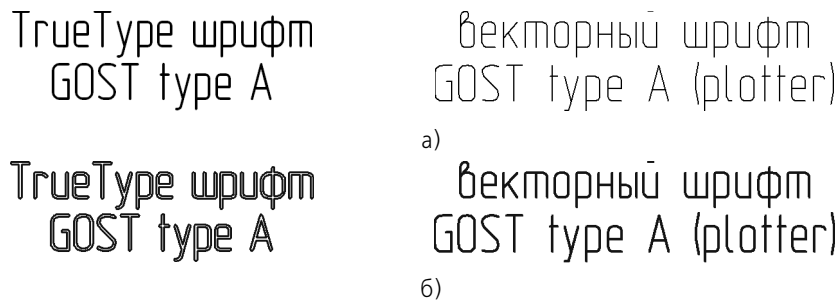 TrueType шрифт
GOST type A
векторный шрифт
GOST type A (plotter)
а)
TrueType шрифт
GOST type A
векторный шрифт
GOST type A (plotter)
б)